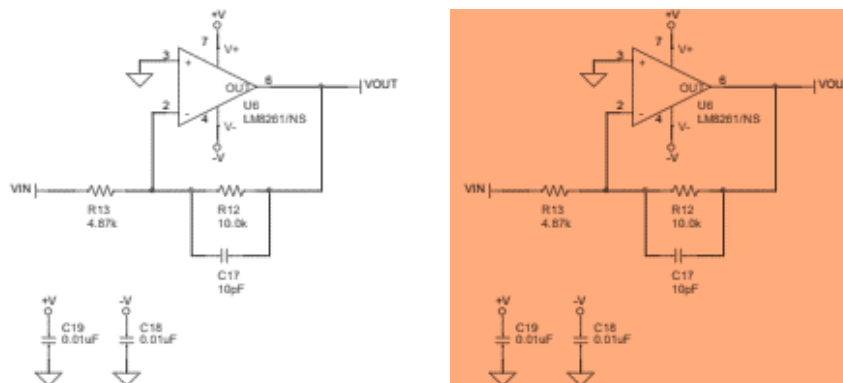 +V
7
V+
3
+
OUT
6
VOUT
2
-
U6
LM8261/NS
4
V-
-V
VIN
R13
4.87k
R12
10.0k
C17
10pF
+V
-V
C19
0.01uF
C18
0.01uF
+V
7
V+
3
+
OUT
6
VOU
2
-
U6
LM8261/NS
4
V-
-V
VIN
R13
4.87k
R12
10.0k
C17
10pF
+V
-V
C19
0.01uF
C18
0.01uF